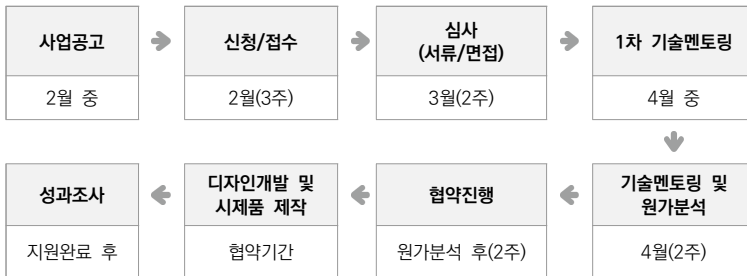 사업공고
2월 중
신청/접수
2월(3주)
심사
(서류/면접)
3월(2주)
1차 기술멘토링
4월 중
기술멘토링 및
원가분석
4월(2주)
협약진행
원가분석 후(2주)
디자인개발 및
시제품 제작
협약기간
성과조사
지원완료 후